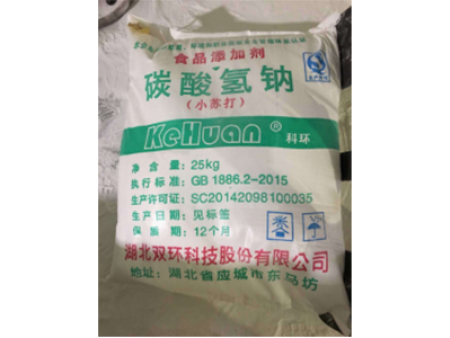 食品添加剂
碳酸氢钠
(小苏打)
KeHuan® 科环
净含量:25kg
执行标准:GB 1886.2-2015
生产许可证:SC20142098100035
生产日期:见标签
保质期:12个月
湖北双环科技股份有限公司
地址:湖北省应城市东马坊